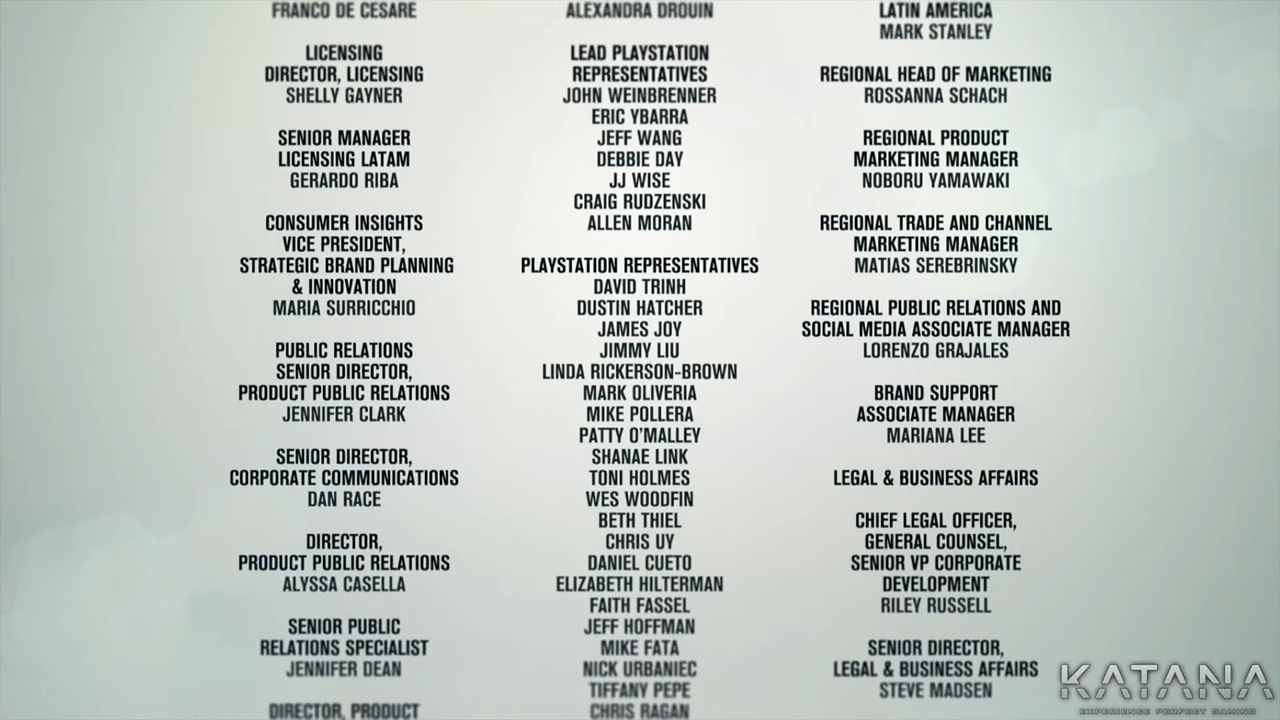 FRANCO DE CESARE
LICENSING
DIRECTOR, LICENSING
SHELLY GAYNER
SENIOR MANAGER
LICENSING LATAM
GERARDO RIBA
CONSUMER INSIGHTS
VICE PRESIDENT,
STRATEGIC BRAND PLANNING
& INNOVATION
MARIA SURRICCHIO
PUBLIC RELATIONS
SENIOR DIRECTOR,
PRODUCT PUBLIC RELATIONS
JENNIFER CLARK
SENIOR DIRECTOR,
CORPORATE COMMUNICATIONS
DAN RACE
DIRECTOR,
PRODUCT PUBLIC RELATIONS
ALYSSA CASELLA
SENIOR PUBLIC
RELATIONS SPECIALIST
JENNIFER DEAN
DIRECTOR, PRODUCT
ALEXANDRA DROUIN
LEAD PLAYSTATION
REPRESENTATIVES
JOHN WEINBRENNER
ERIC YBARRA
JEFF WANG
DEBBIE DAY
JJ WISE
CRAIG RUDZENSKI
ALLEN MORAN
PLAYSTATION REPRESENTATIVES
DAVID TRINH
DUSTIN HATCHER
JAMES JOY
JIMMY LIU
LINDA RICKERSON-BROWN
MARK OLIVERIA
MIKE POLLERA
PATTY O'MALLEY
SHANAE LINK
TONI HOLMES
WES WOODFIN
BETH THIEL
CHRIS UY
DANIEL CUETO
ELIZABETH HILTERMAN
FAITH FASSEL
JEFF HOFFMAN
MIKE FATA
NICK URBANIEC
TIFFANY PEPE
CHRIS RAGAN
LATIN AMERICA
MARK STANLEY
REGIONAL HEAD OF MARKETING
ROSSANNA SCHACH
REGIONAL PRODUCT
MARKETING MANAGER
NOBORU YAMAWAKI
REGIONAL TRADE AND CHANNEL
MARKETING MANAGER
MATIAS SEREBRINSKY
REGIONAL PUBLIC RELATIONS AND
SOCIAL MEDIA ASSOCIATE MANAGER
LORENZO GRAJALES
BRAND SUPPORT
ASSOCIATE MANAGER
MARIANA LEE
LEGAL & BUSINESS AFFAIRS
CHIEF LEGAL OFFICER,
GENERAL COUNSEL,
SENIOR VP CORPORATE
DEVELOPMENT
RILEY RUSSELL
SENIOR DIRECTOR,
LEGAL & BUSINESS AFFAIRS
STEVE MADSEN
KATANA
EXPERIENCE PERFECT GAMING